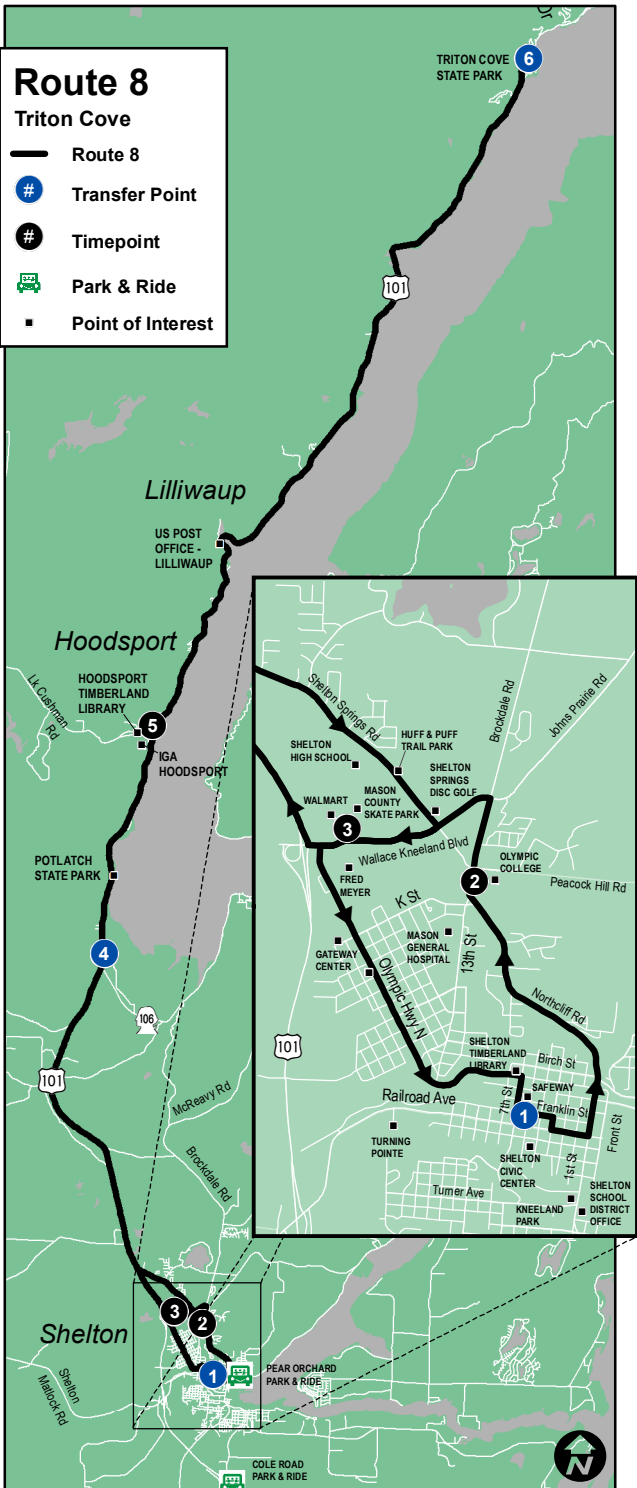 Dr
6
TRITON COVE
STATE PARK
Route 8
Triton Cove
Route 8
# Transfer Point
# Timepoint
Park & Ride
Point of Interest
101
Lilliwaup
US POST
OFFICE -
LILLIWAUP
Hoodsport
Lk Cushman
Rd
HOODSPORT
TIMBERLAND
LIBRARY
5
IGA
HOODSPORT
POTLATCH
STATE PARK
4
106
101
McReavy Rd
Brockdale Rd
Shelton
3
2
1
PEAR ORCHARD
PARK & RIDE
Shelton
Matlock Rd
COLE ROAD
PARK & RIDE
N
Shelton Springs Rd
Brockdale Rd
Johns Prairie Rd
HUFF & PUFF
TRAIL PARK
SHELTON
HIGH SCHOOL
SHELTON
SPRINGS
DISC GOLF
WALMART
MASON
COUNTY
SKATE PARK
3
Wallace Kneeland Blvd
FRED
MEYER
2
OLYMPIC
COLLEGE
Peacock Hill Rd
K St
GATEWAY
CENTER
MASON
GENERAL
HOSPITAL
13th St
Olympic Hwy N
Northcliff Rd
101
SHELTON
TIMBERLAND
LIBRARY
Birch St
Railroad Ave
7th St
SAFEWAY
Franklin St
1
Front St
TURNING
POINTE
SHELTON
CIVIC
CENTER
1st St
Turner Ave
KNEELAND
PARK
SHELTON
SCHOOL
DISTRICT
OFFICE